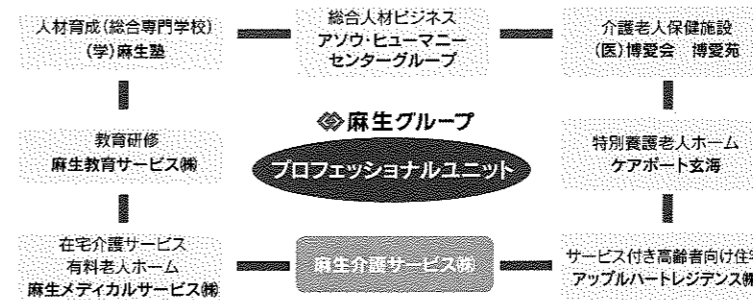 人材育成(総合専門学校)
(学)麻生塾
総合人材ビジネス
アソウ・ヒューマニー
センターグループ
介護老人保健施設
(医)博愛会 博愛苑
麻生グループ
プロフェッショナルユニット
教育研修
麻生教育サービス㈱
特別養護老人ホーム
ケアポート玄海
在宅介護サービス
有料老人ホーム
麻生メディカルサービス㈱
麻生介護サービス㈱
サービス付き高齢者向け住宅
アップルハートレジデンス㈱